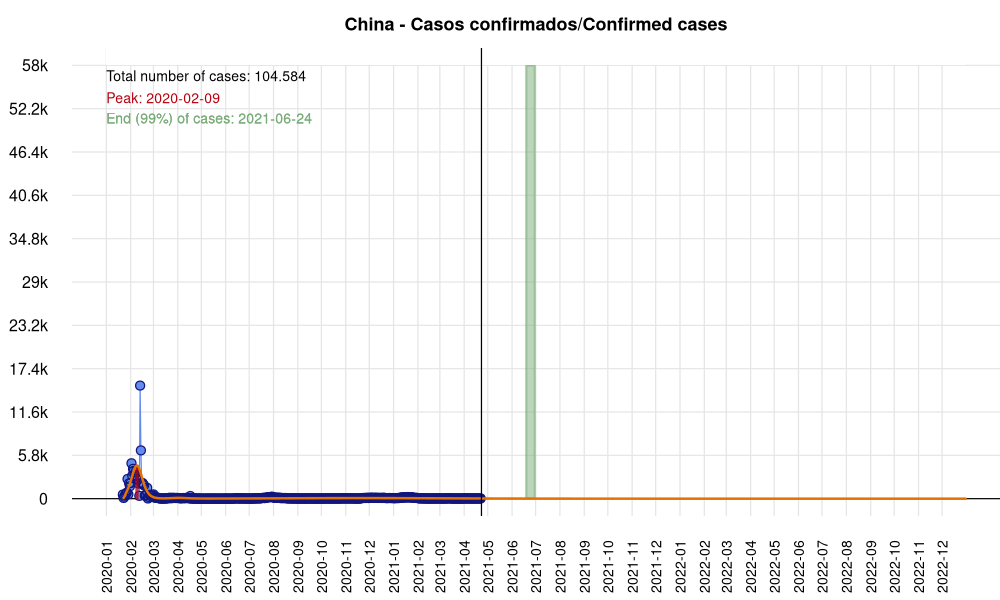 China - Casos confirmados/Confirmed cases
58k
Total number of cases: 104.584
Peak: 2020-02-09
52.2k
End (99%) of cases: 2021-06-24
46.4k
40.6k
34.8k
29k
23.2k
17.4k
11.6k
5.8k
0
2020-01
2020-02
2020-03
2020-04
2020-05
2020-06
2020-07
2020-08
2020-09
2020-10
2020-11
2020-12
2021-01
2021-02
2021-03
2021-04
2021-05
2021-06
2021-07
2021-08
2021-09
2021-10
2021-11
2021-12
2022-01
2022-02
2022-03
2022-04
2022-05
2022-06
2022-07
2022-08
2022-09
2022-10
2022-11
2022-12